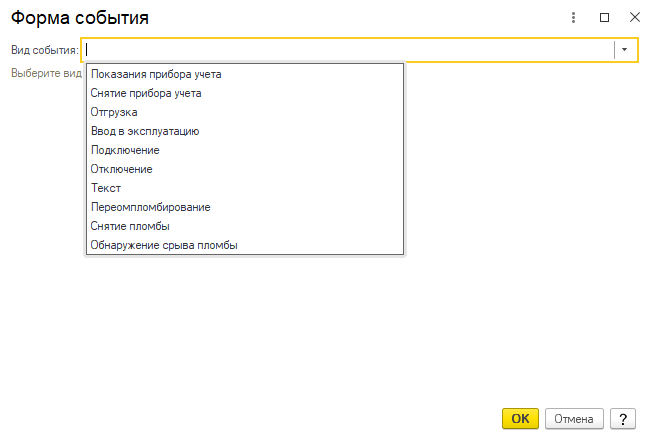 Форма события
Вид события:
Выберите вид
Показания прибора учета
Снятие прибора учета
Отгрузка
Ввод в эксплуатацию
Подключение
Отключение
Текст
Переомпломбирование
Снятие пломбы
Обнаружение срыва пломбы
OK
Отмена
?